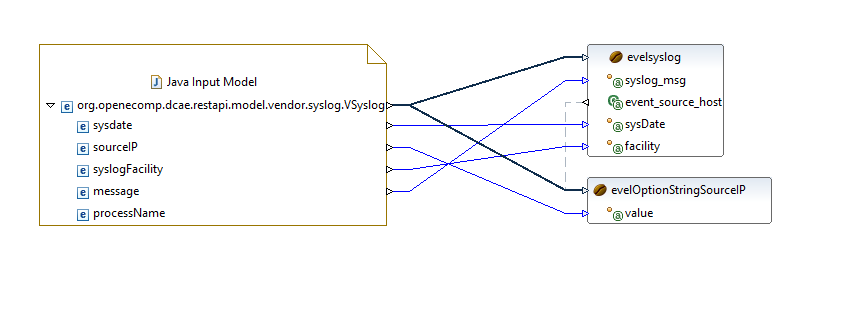 Java Input Model
org.openecomp.dcae.restapi.model.vendor.syslog.VSyslog
sysdate
sourceIP
syslogFacility
message
processName
evelsyslog
syslog_msg
event_source_host
sysDate
facility
evelOptionStringSourceIP
value